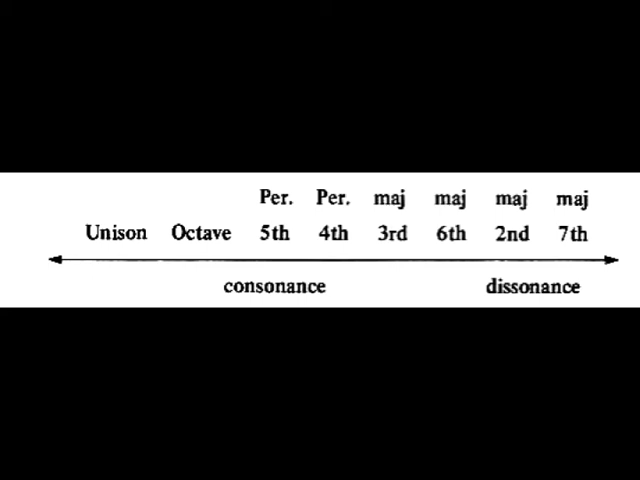 Per. Per. maj maj maj maj
Unison Octave 5th 4th 3rd 6th 2nd 7th
consonance dissonance